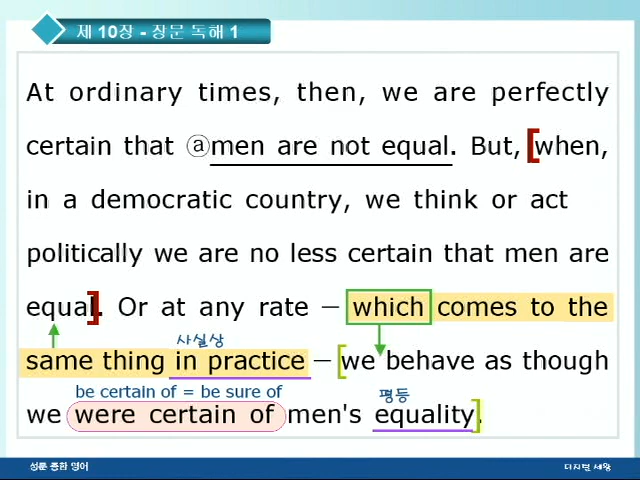 제 10장 - 장문 독해 1
At ordinary times, then, we are perfectly
certain that ⓐmen are not equal. But, [when,
in a democratic country, we think or act
politically we are no less certain that men are
equal]. Or at any rate – which comes to the
사실상
same thing in practice – [we behave as though
be certain of = be sure of 평등
we were certain of men's equality].
성문 종합 영어 디지털 세왕